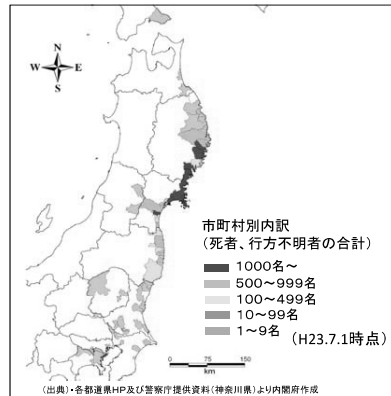 N
W E
S
市町村別内訳
(死者、行方不明者の合計)
1000名～
500～999名
100～499名
10～99名
1～9名 (H23.7.1時点)
0 75 150
km
(出典)・各都道県HP及び警察庁提供資料(神奈川県)より内閣府作成